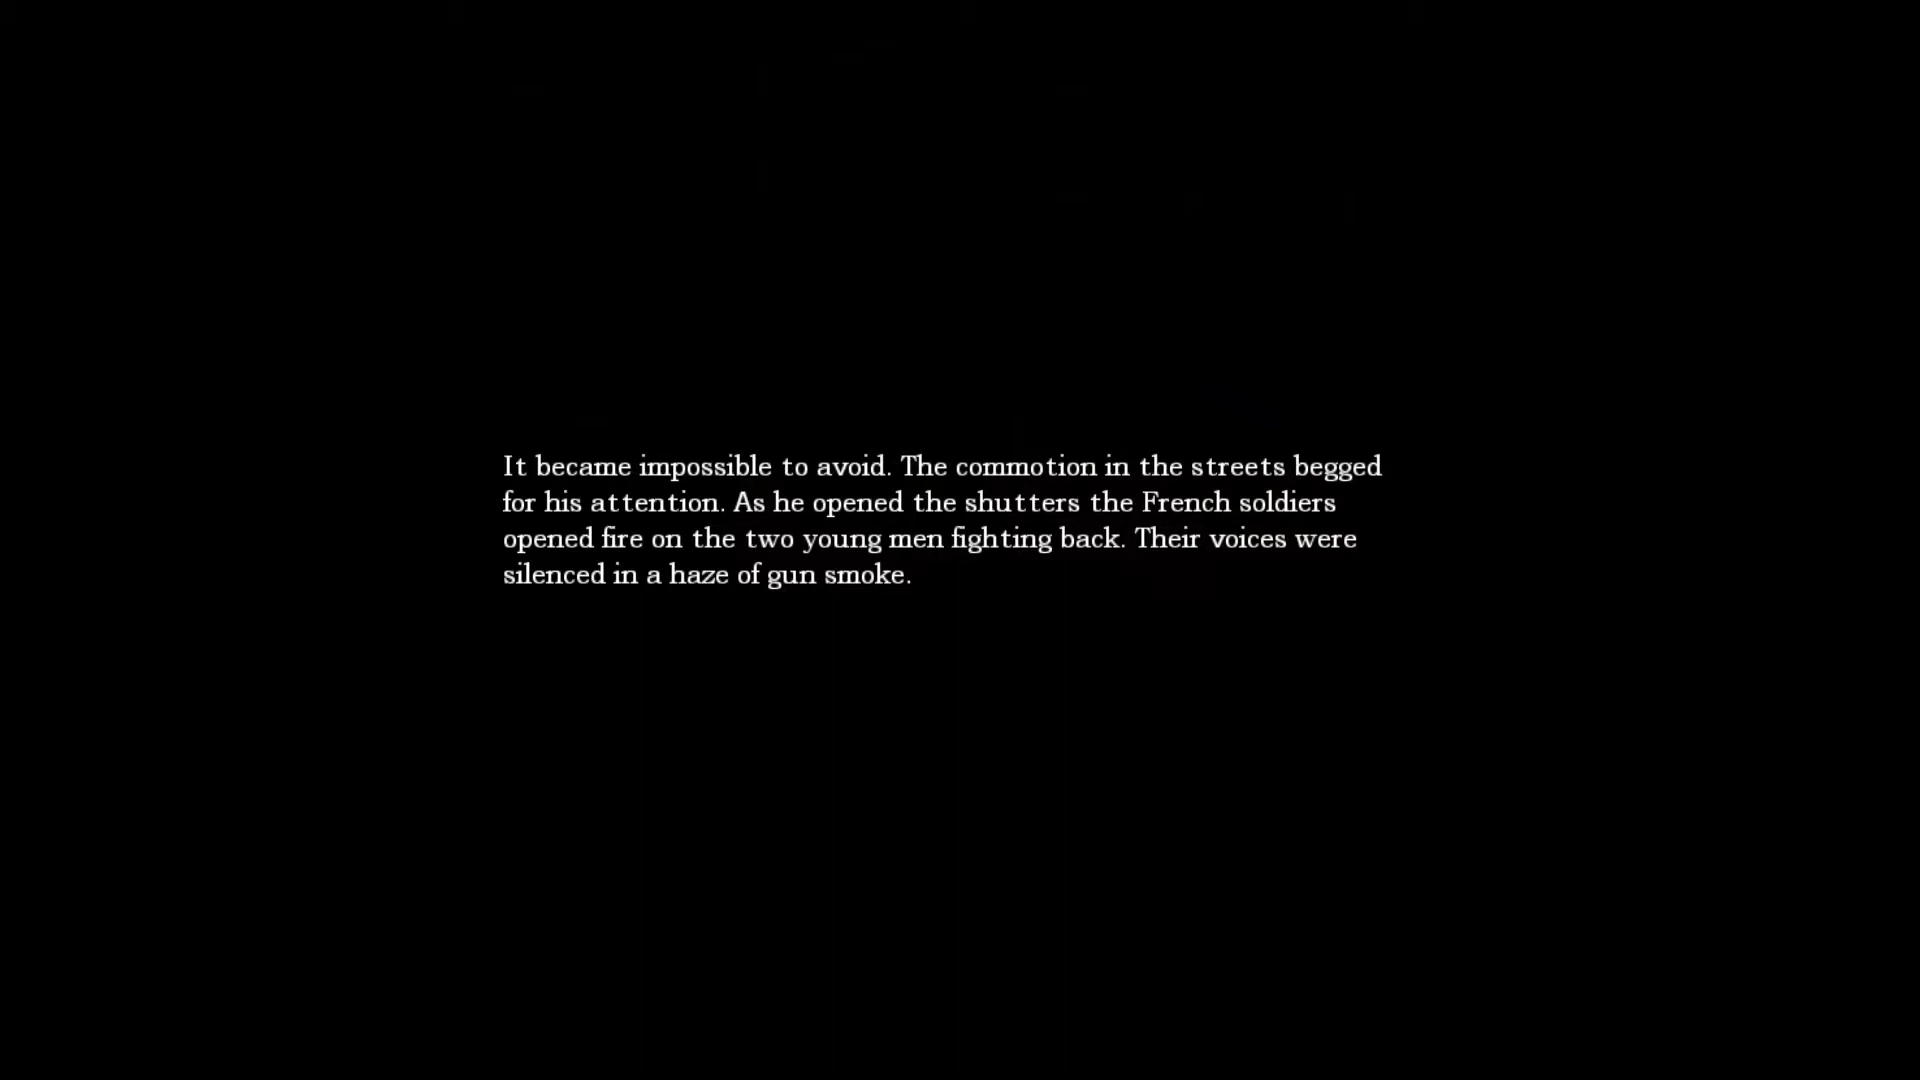 It became impossible to avoid. The commotion in the streets begged
for his attention. As he opened the shutters the French soldiers
opened fire on the two young men fighting back. Their voices were
silenced in a haze of gun smoke.